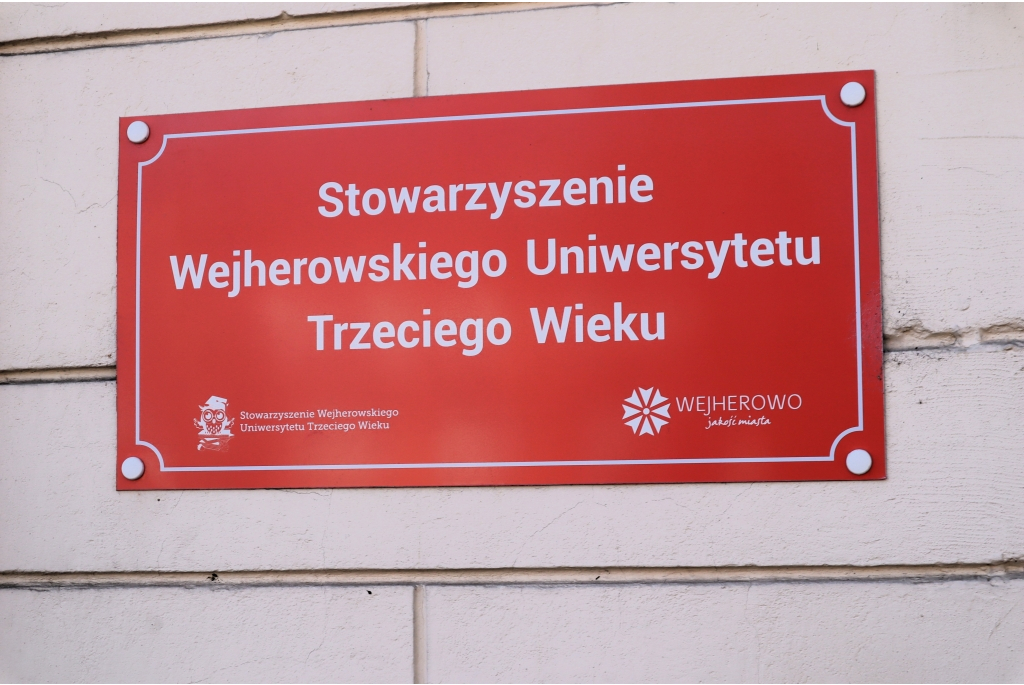 Stowarzyszenie
Wejherowskiego Uniwersytetu
Trzeciego Wieku
Stowarzyszenie Wejherowskiego
Uniwersytetu Trzeciego Wieku
WEJHEROWO
jakość miasta